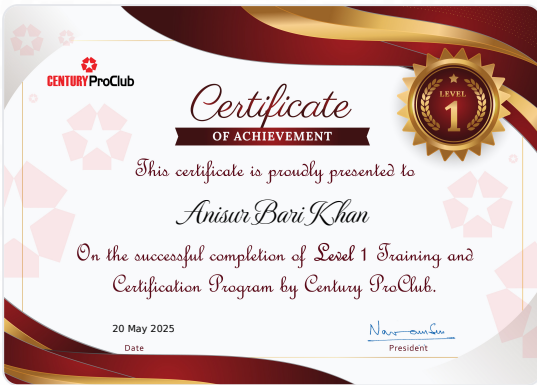 CENTURY ProClub
LEVEL
1
Certificate
OF ACHIEVEMENT
This certificate is proudly presented to
Anisur Bari Khan
On the successful completion of Level 1 Training and
Certification Program by Century ProClub.
20 May 2025
Date
President